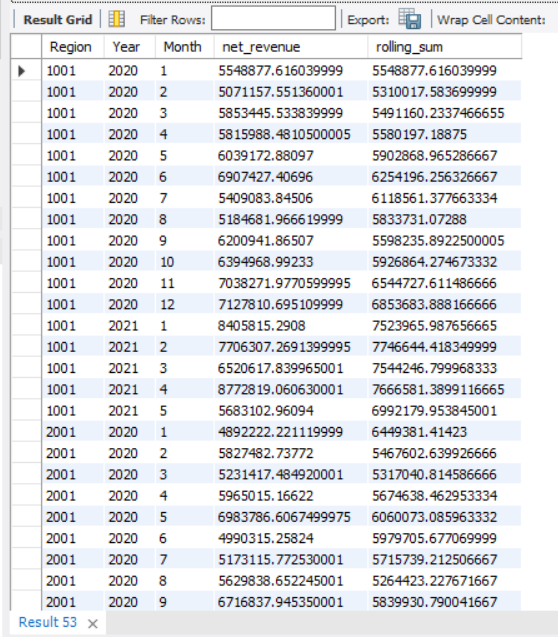 Result Grid Filter Rows: Export: Wrap Cell Content:
Region Year Month net_revenue rolling_sum
1001 2020 1 5548877.616039999 5548877.616039999
1001 2020 2 5071157.551360001 5310017.583699999
1001 2020 3 5853445.533839999 5491160.2337466655
1001 2020 4 5815988.4810500005 5580197.18875
1001 2020 5 6039172.88097 5902868.965286667
1001 2020 6 6907427.40696 6254196.256326667
1001 2020 7 5409083.84506 6118561.377663334
1001 2020 8 5184681.966619999 5833731.07288
1001 2020 9 6200941.86507 5598235.8922500005
1001 2020 10 6394968.99233 5926864.274673332
1001 2020 11 7038271.9770599995 6544727.611486666
1001 2020 12 7127810.695109999 6853683.888166666
1001 2021 1 8405815.2908 7523965.987656665
1001 2021 2 7706307.2691399995 7746644.418349999
1001 2021 3 6520617.839965001 7544246.799968333
1001 2021 4 8772819.060630001 7666581.3899116665
1001 2021 5 5683102.96094 6992179.953845001
2001 2020 1 4892222.221119999 6449381.41423
2001 2020 2 5827482.73772 5467602.639926666
2001 2020 3 5231417.484920001 5317040.814586666
2001 2020 4 5965015.16622 5674638.462953334
2001 2020 5 6983786.6067499975 6060073.085963332
2001 2020 6 4990315.25824 5979705.677069999
2001 2020 7 5173115.772530001 5715739.212506667
2001 2020 8 5629838.652245001 5264423.227671667
2001 2020 9 6716837.945350001 5839930.790041667
Result 53